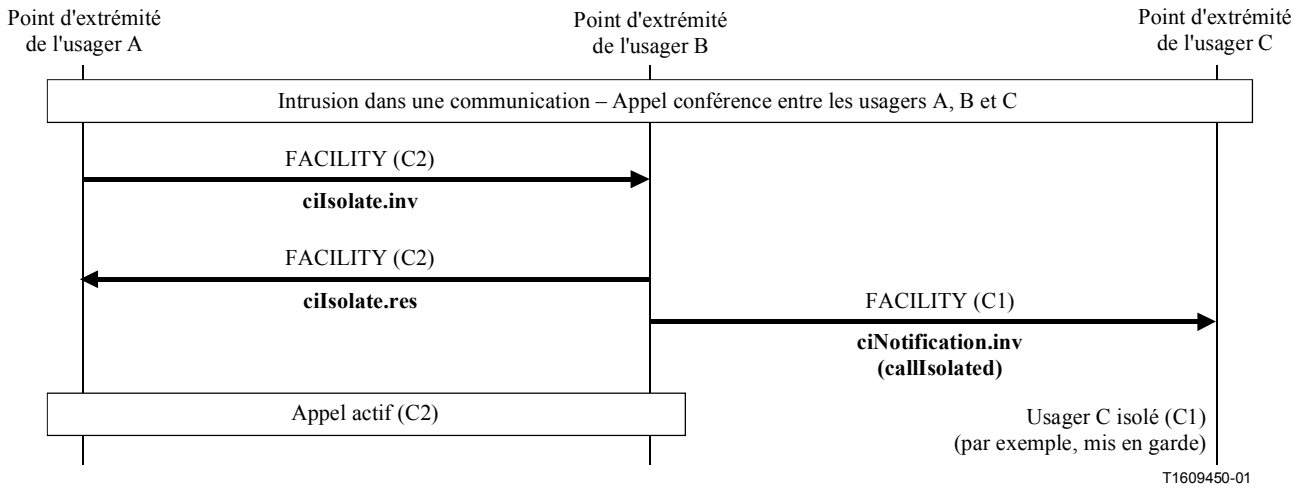 Point d'extrémité
de l'usager A
Point d'extrémité
de l'usager B
Point d'extrémité
de l'usager C
Intrusion dans une communication – Appel conférence entre les usagers A, B et C
FACILITY (C2)
ciIsolate.inv
FACILITY (C2)
ciIsolate.res
FACILITY (C1)
ciNotification.inv
(callIsolated)
Appel actif (C2)
Usager C isolé (C1)
(par exemple, mis en garde)
T1609450-01